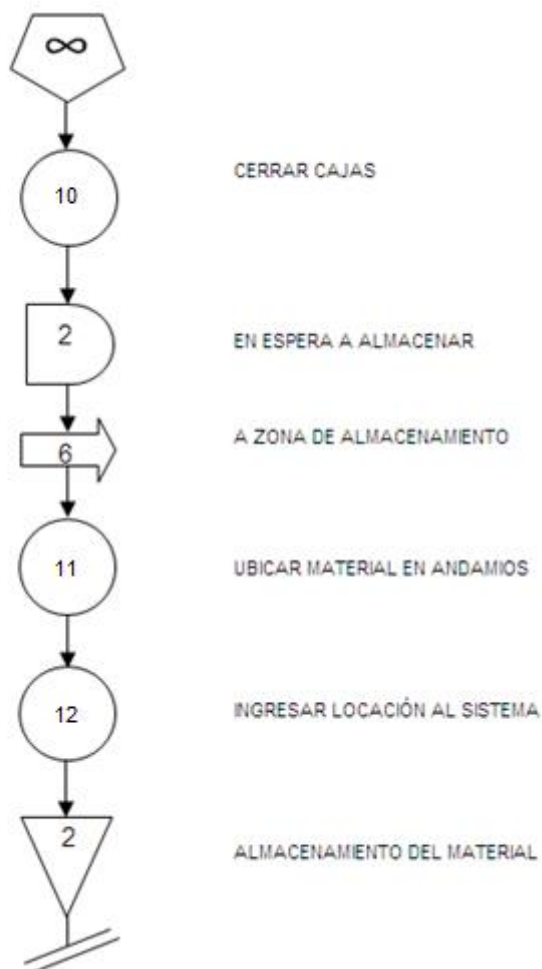 ∞
10 CERRAR CAJAS
2 EN ESPERA A ALMACENAR
6 A ZONA DE ALMACENAMIENTO
11 UBICAR MATERIAL EN ANDAMIOS
12 INGRESAR LOCACIÓN AL SISTEMA
2 ALMACENAMIENTO DEL MATERIAL